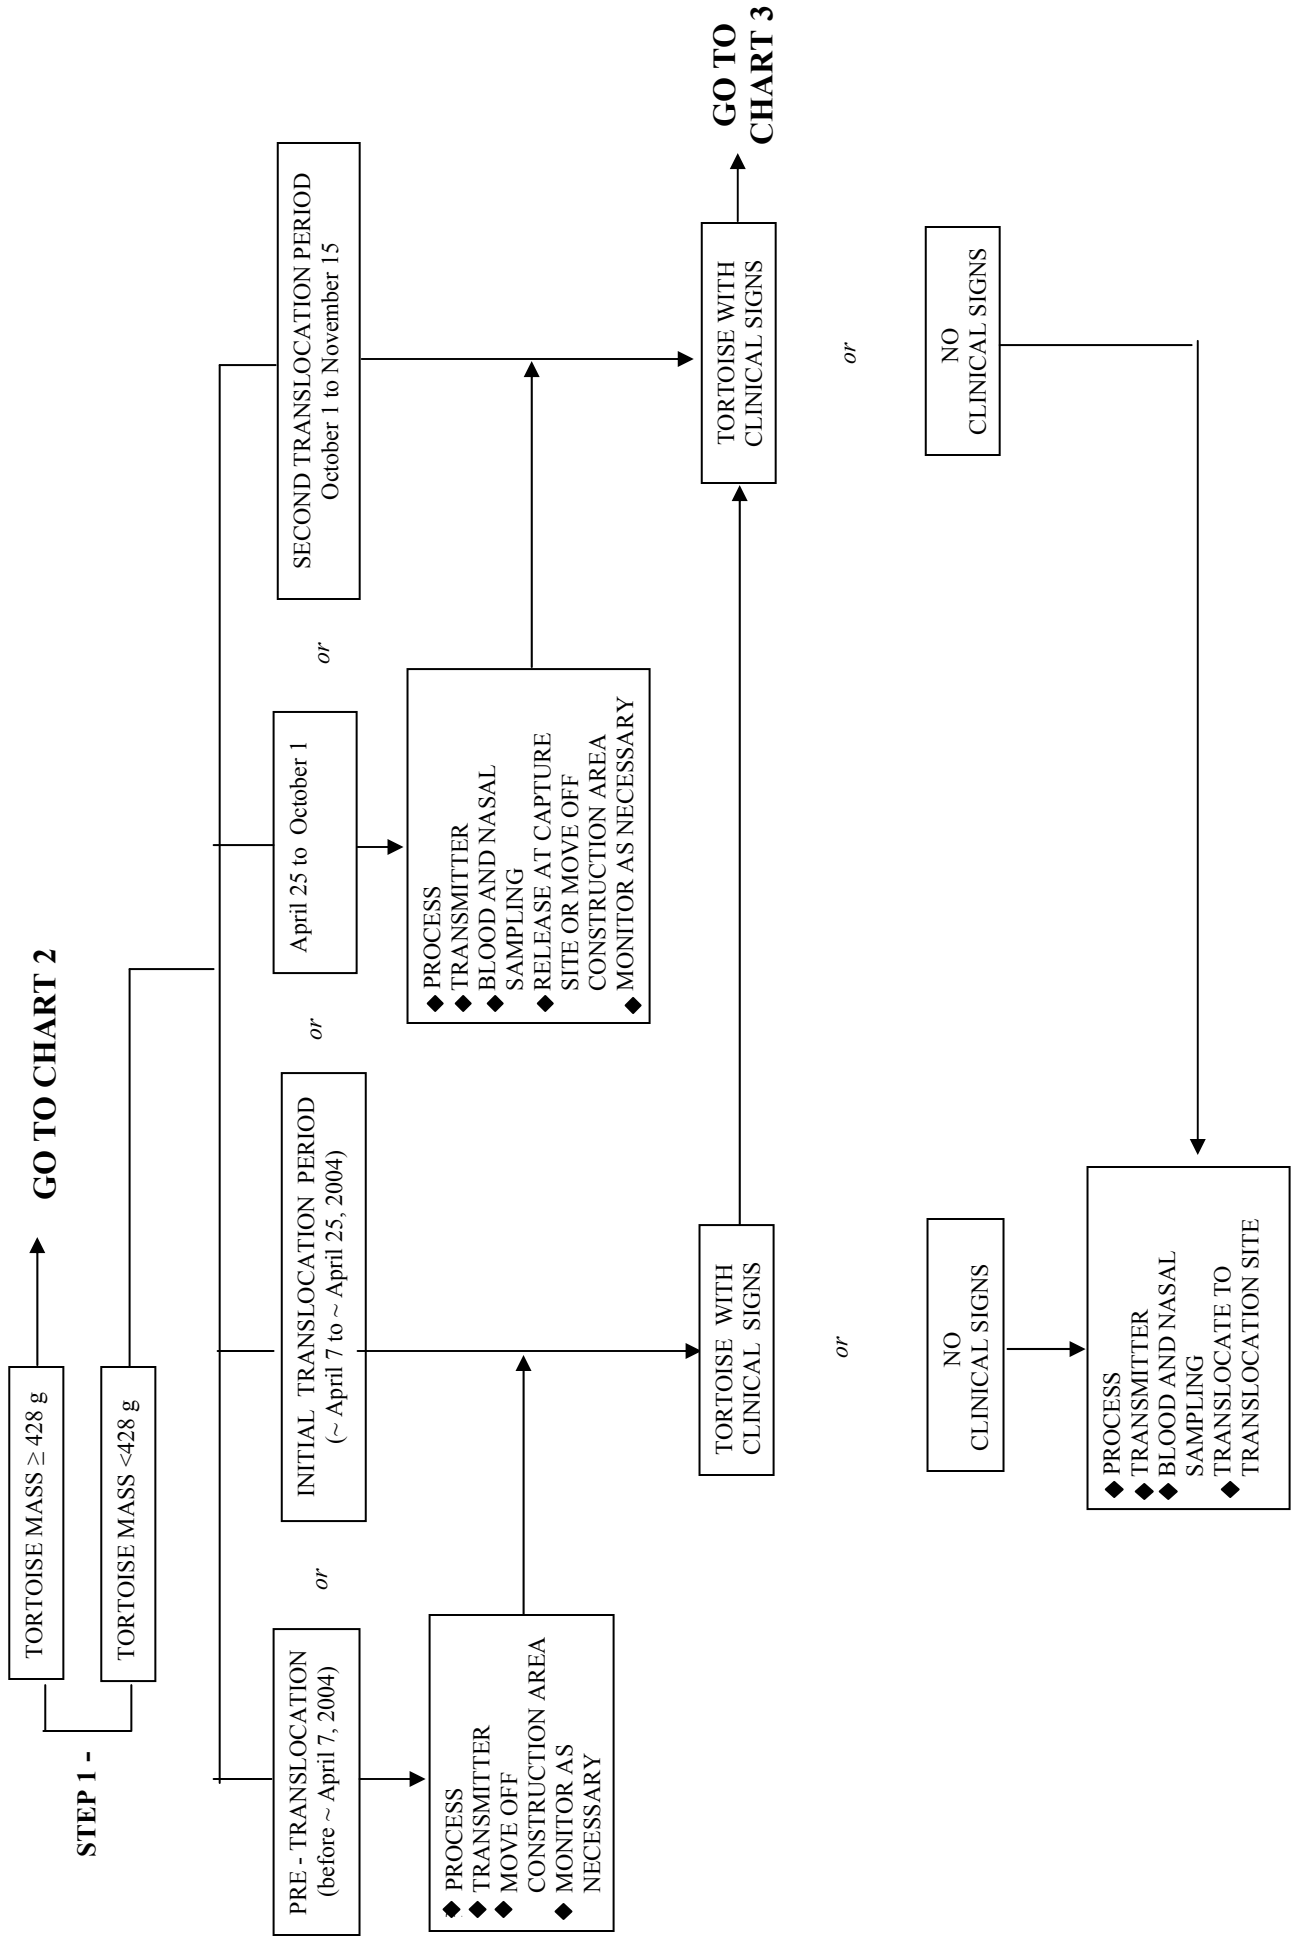 STEP 1 -
TORTOISE MASS ≥ 428 g
GO TO CHART 2
TORTOISE MASS <428 g
PRE - TRANSLOCATION
(before ~ April 7, 2004)
or
INITIAL TRANSLOCATION PERIOD
(~ April 7 to ~ April 25, 2004)
or
April 25 to October 1
or
SECOND TRANSLOCATION PERIOD
October 1 to November 15
◆ PROCESS
◆ TRANSMITTER
◆ MOVE OFF
CONSTRUCTION AREA
◆ MONITOR AS
NECESSARY
◆ PROCESS
◆ TRANSMITTER
◆ BLOOD AND NASAL
SAMPLING
◆ RELEASE AT CAPTURE
SITE OR MOVE OFF
CONSTRUCTION AREA
◆ MONITOR AS NECESSARY
TORTOISE WITH
CLINICAL SIGNS
TORTOISE WITH
CLINICAL SIGNS
GO TO
CHART 3
or
or
NO
CLINICAL SIGNS
NO
CLINICAL SIGNS
◆ PROCESS
◆ TRANSMITTER
◆ BLOOD AND NASAL
SAMPLING
◆ TRANSLOCATE TO
TRANSLOCATION SITE